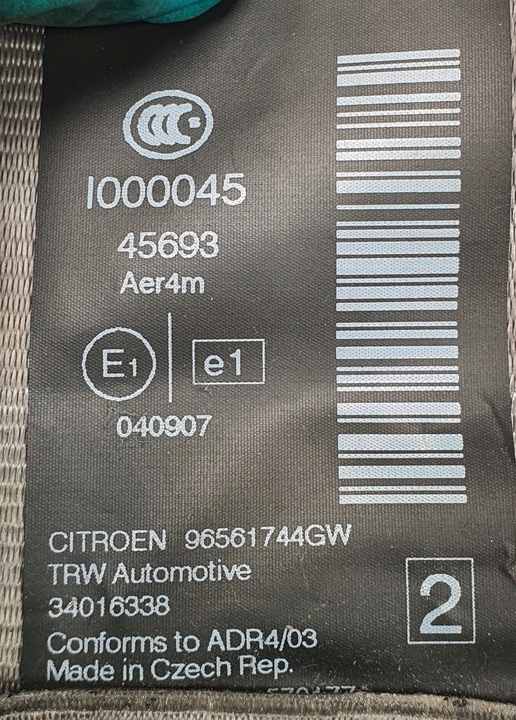 CCC S
I000045
45693
Aer4m
E1 e1
040907
CITROEN 96561744GW
TRW Automotive
34016338
2
Conforms to ADR4/03
Made in Czech Rep.